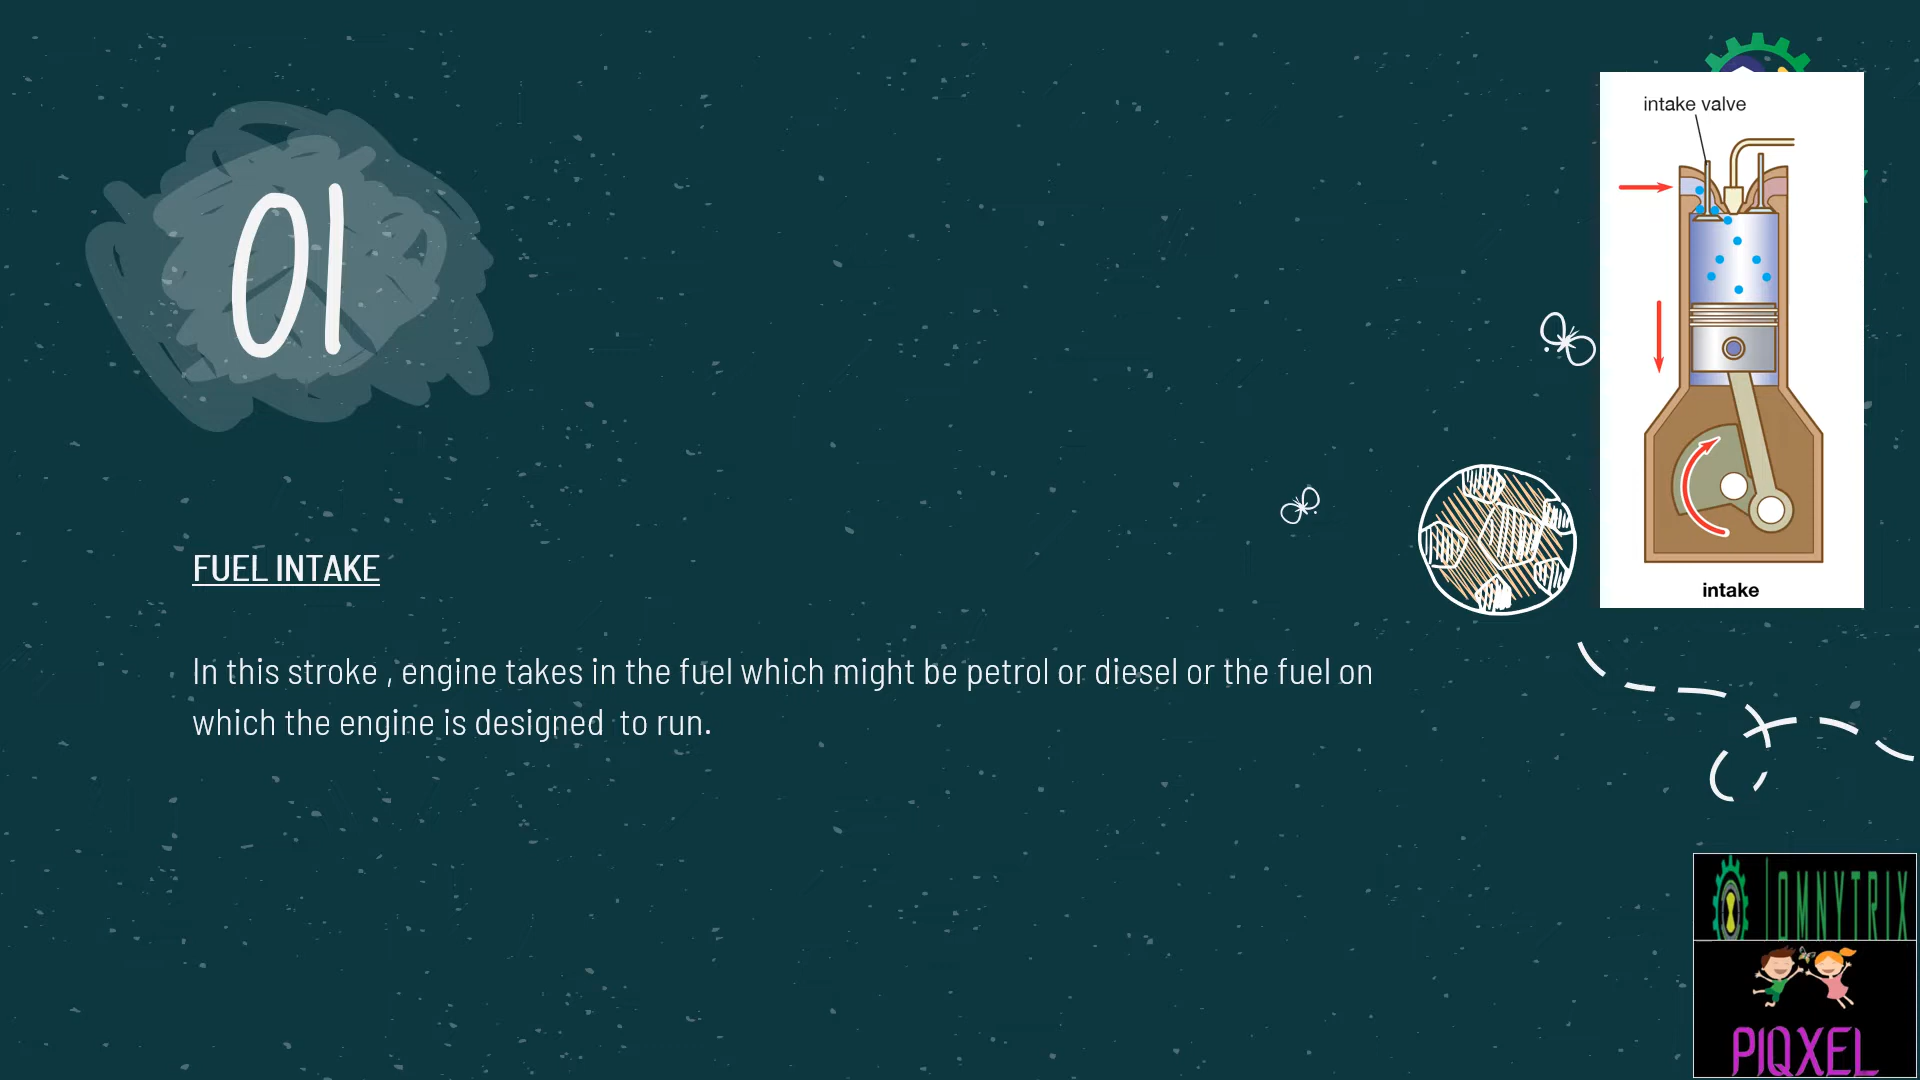 01
intake valve
FUEL INTAKE
intake
In this stroke , engine takes in the fuel which might be petrol or diesel or the fuel on
which the engine is designed  to run.
OMNYTRIX
PIQXEL